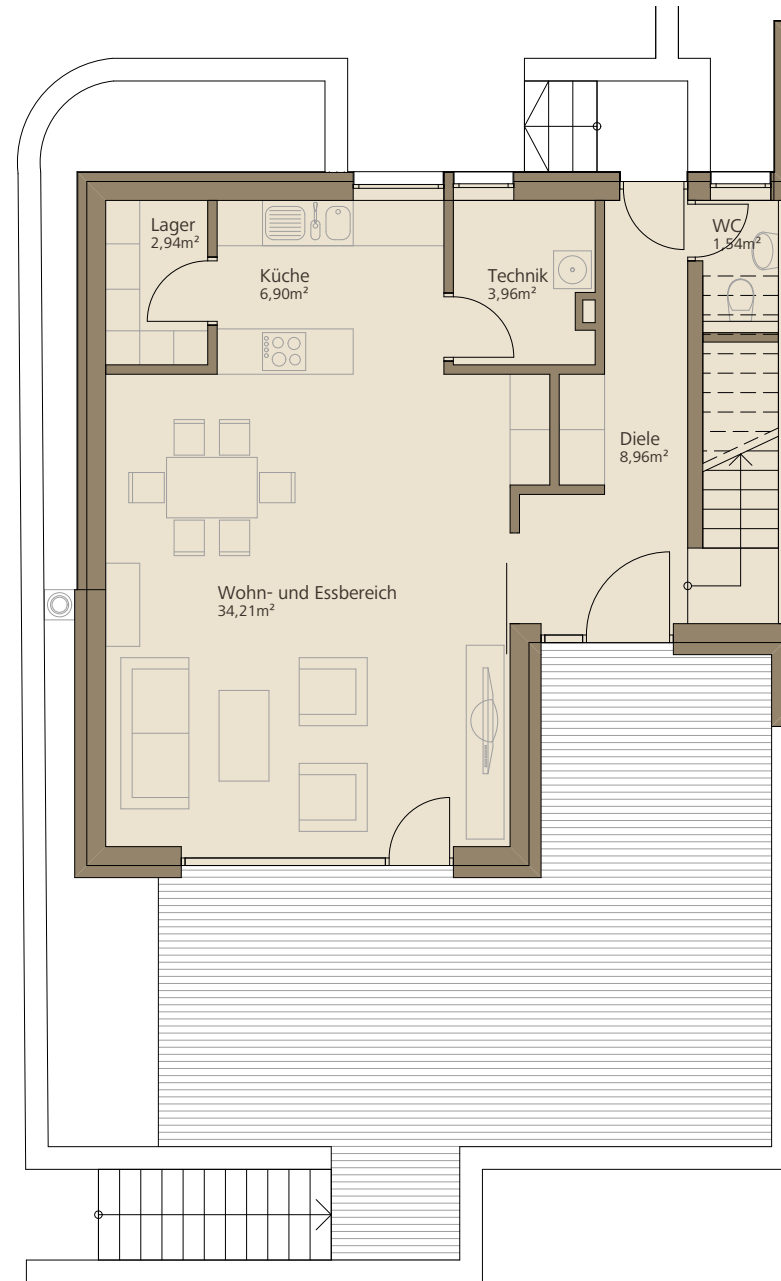 Lager
2,94m²
WC
1,54m²
Küche
6,90m²
Technik
3,96m²
Diele
8,96m²
Wohn- und Essbereich
34,21m²